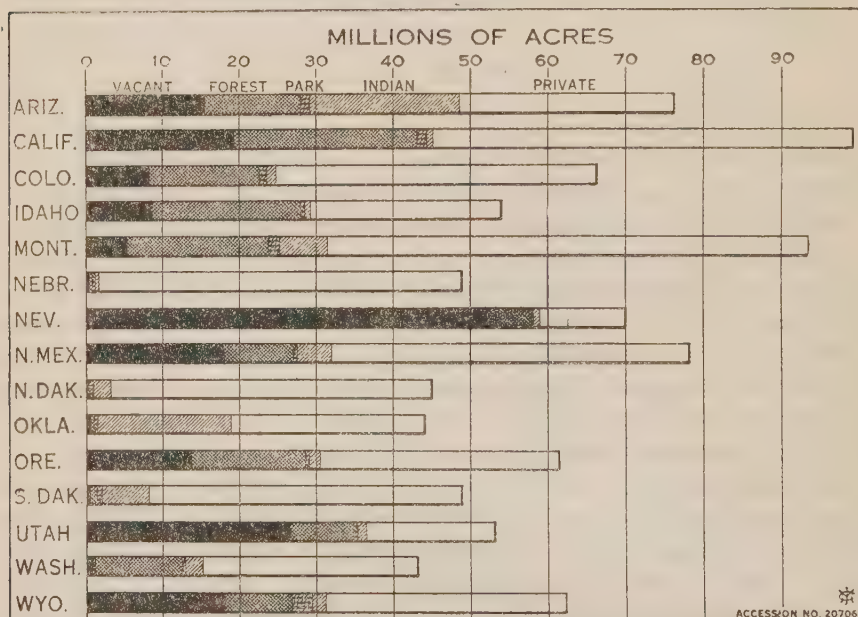 MILLIONS OF ACRES
0 10 20 30 40 50 60 70 80 90
VACANT FOREST PARK INDIAN PRIVATE
ARIZ.
CALIF.
COLO.
IDAHO
MONT.
NEBR.
NEV.
N.MEX.
N.DAK.
OKLA.
ORE.
S.DAK.
UTAH
WASH.
WYO.
ACCESSION NO. 20706